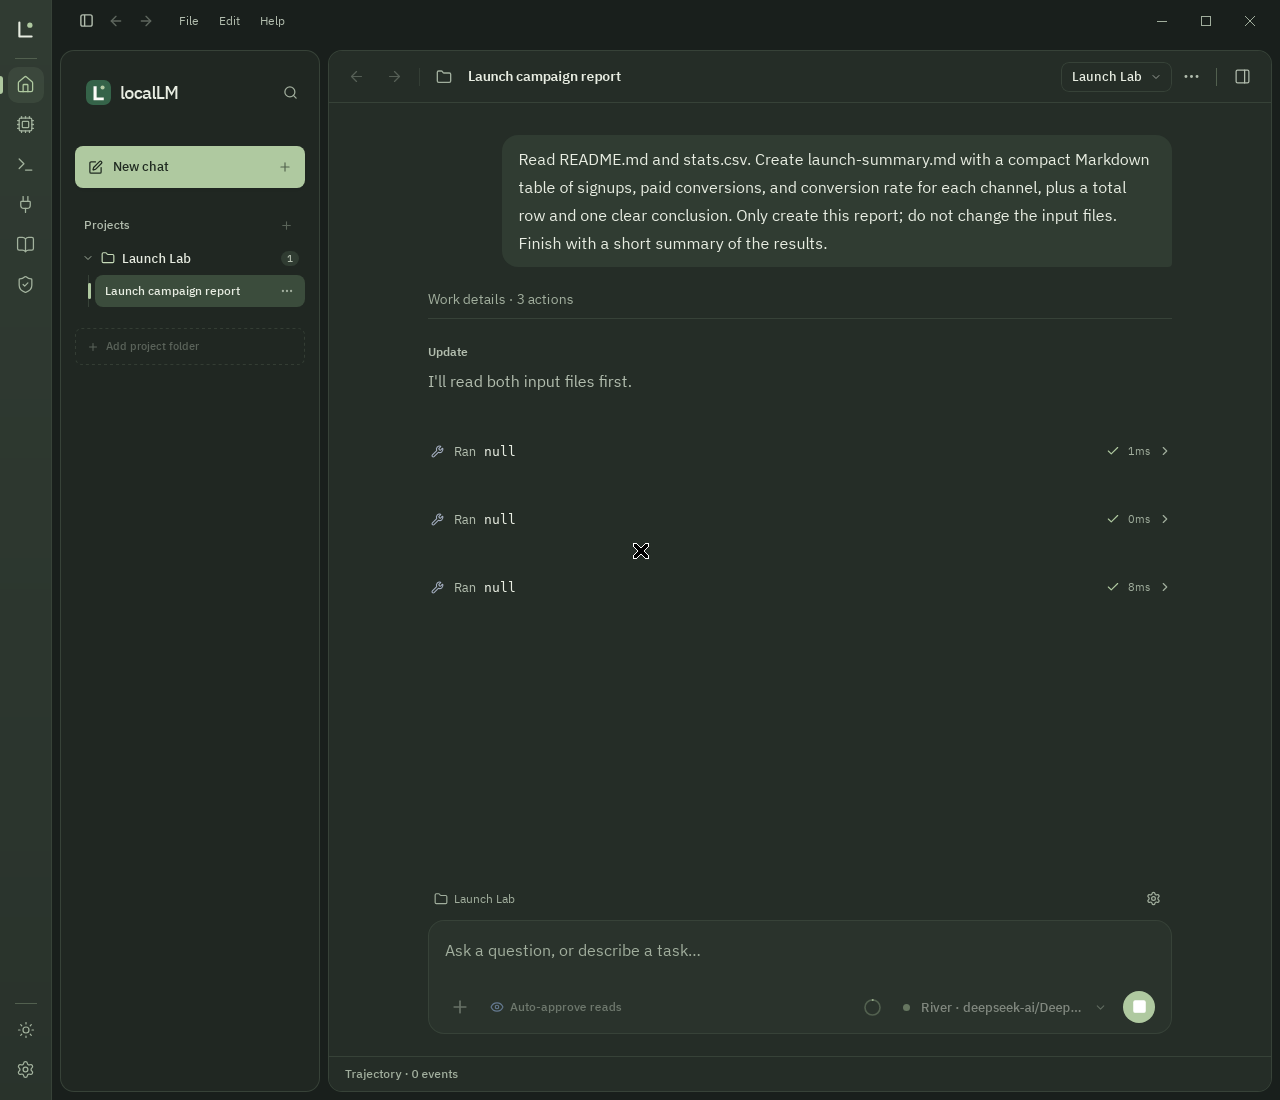 File Edit Help
localLM
New chat
Projects
Launch Lab 1
Launch campaign report
Add project folder
Launch campaign report
Launch Lab
Read README.md and stats.csv. Create launch-summary.md with a compact Markdown
table of signups, paid conversions, and conversion rate for each channel, plus a total
row and one clear conclusion. Only create this report; do not change the input files.
Finish with a short summary of the results.
Work details · 3 actions
Update
I'll read both input files first.
Ran null 1ms
Ran null 0ms
Ran null 8ms
Launch Lab
Ask a question, or describe a task...
Auto-approve reads
River · deepseek-ai/Deep...
Trajectory · 0 events